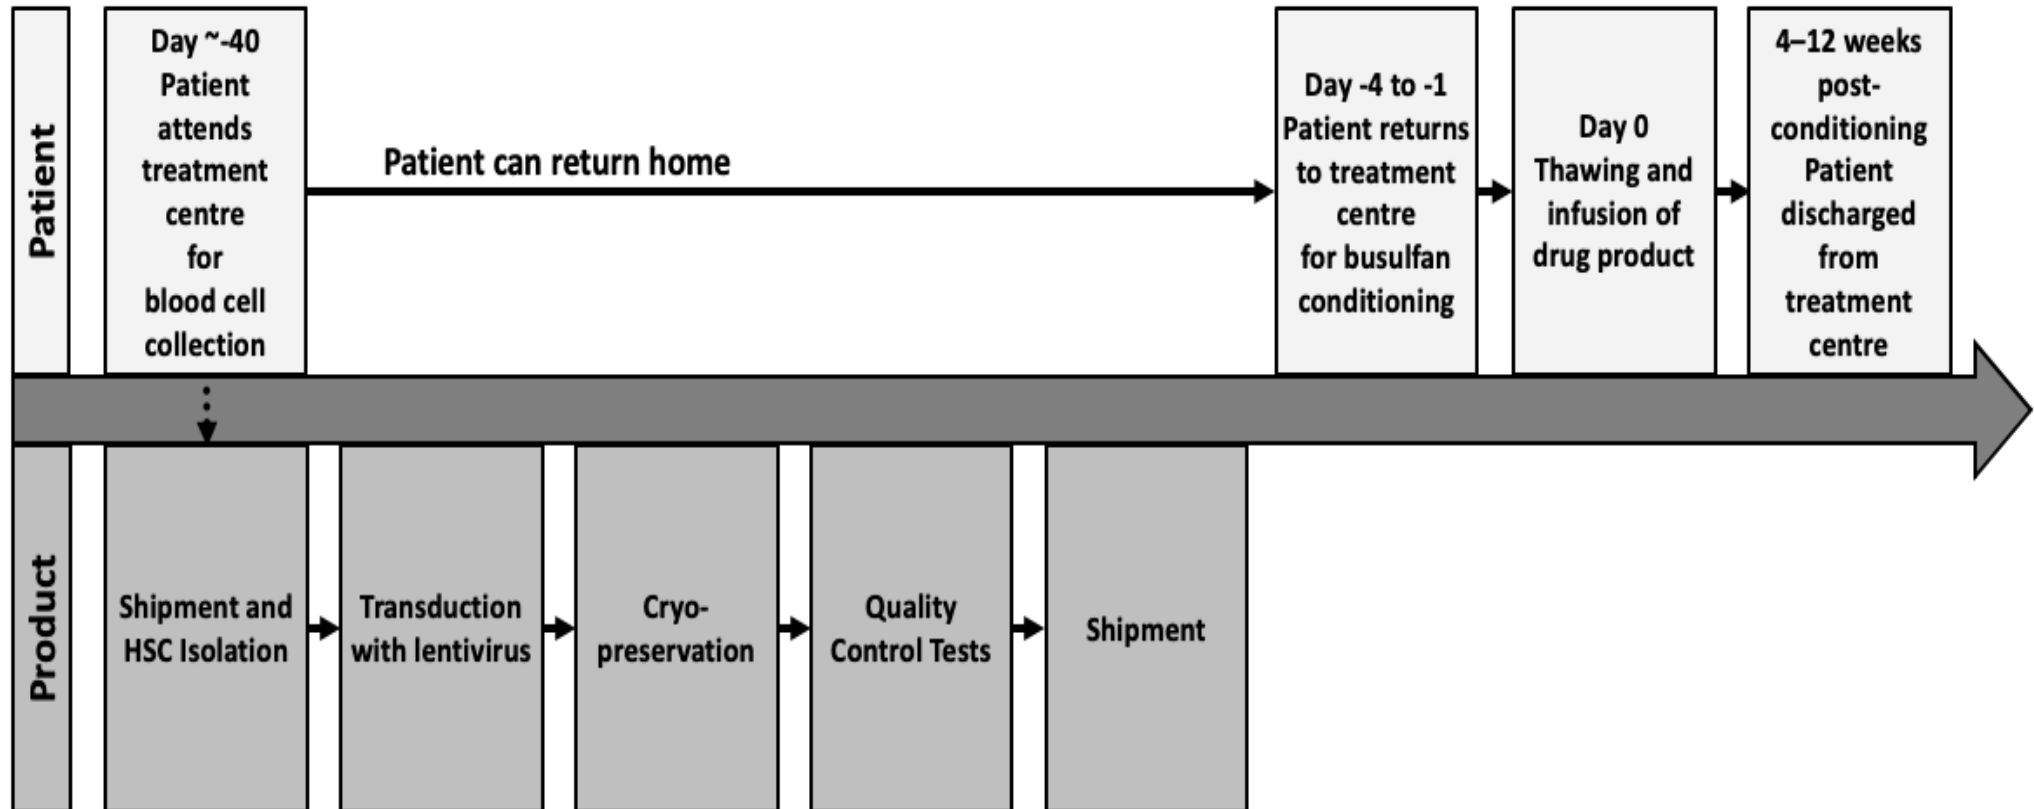 Patient
Day ~-40
Patient
attends
treatment
centre
for
blood cell
collection
Patient can return home
Day -4 to -1
Patient returns
to treatment
centre
for busulfan
conditioning
Day 0
Thawing and
infusion of
drug product
4–12 weeks
post-
conditioning
Patient
discharged
from
treatment
centre
Product
Shipment and
HSC Isolation
Transduction
with lentivirus
Cryo-
preservation
Quality
Control Tests
Shipment